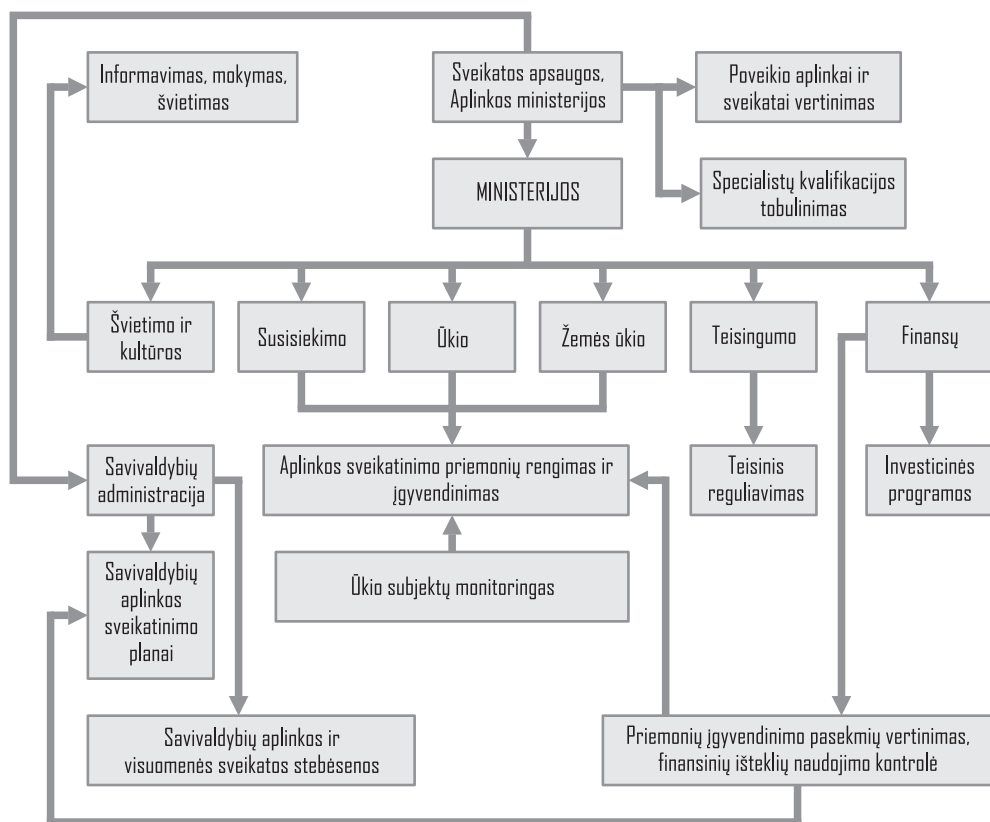 Informavimas, mokymas,
švietimas
Sveikatos apsaugos,
Aplinkos ministerijos
Poveikio aplinkai ir
sveikatai vertinimas
MINISTERIJOS
Specialistų kvalifikacijos
tobulinimas
Švietimo ir
kultūros
Susisiekimo
Ūkio
Žemės ūkio
Teisingumo
Finansų
Savivaldybių
administracija
Aplinkos sveikatinimo priemonių rengimas ir
įgyvendinimas
Teisinis
reguliavimas
Investicinės
programos
Savivaldybių
aplinkos
sveikatinimo
planai
Ūkio subjektų monitoringas
Savivaldybių aplinkos ir
visuomenės sveikatos stebėsenos
Priemonių įgyvendinimo pasekmių vertinimas,
finansinių išteklių naudojimo kontrolė